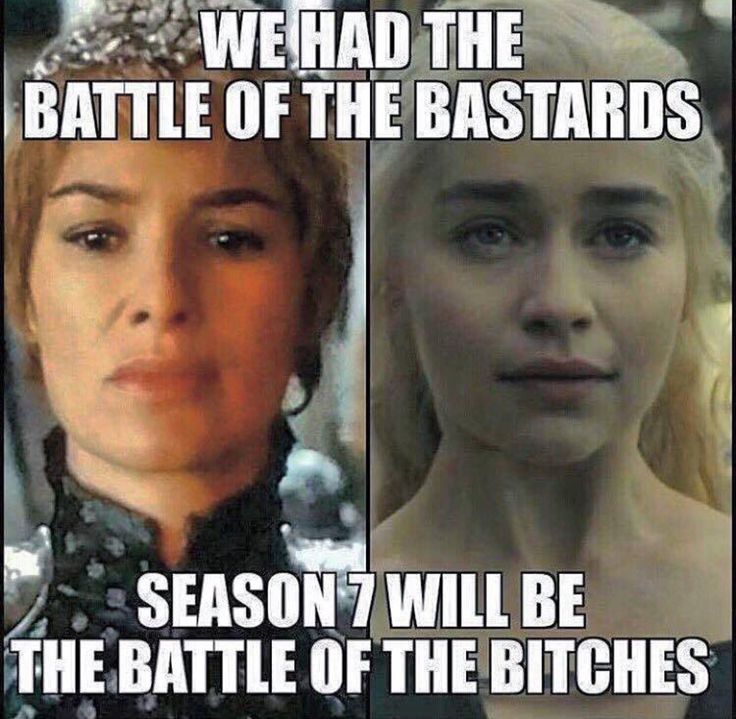 WE HAD THE
BATTLE OF THE BASTARDS
SEASON 7 WILL BE
THE BATTLE OF THE BITCHES